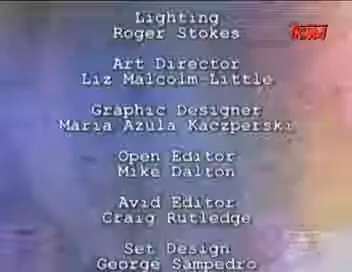 Lighting
Roger Stokes
Art Director
Liz Malcolm-Little
Graphic Designer
Maria Azula Kaczperski
Open Editor
Mike Dalton
Avid Editor
Craig Rutledge
Set Design
George Sampedro